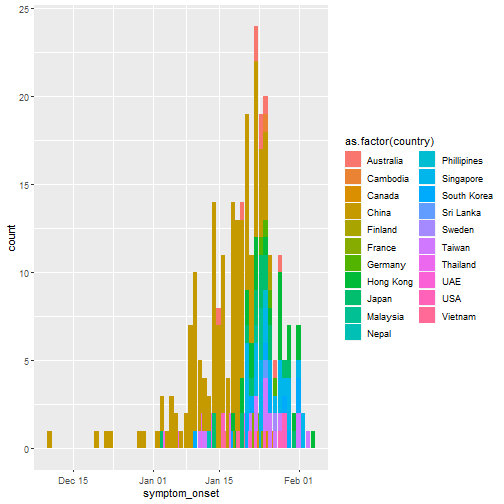 25
20
15
10
5
0
count
Dec 15
Jan 01
Jan 15
Feb 01
symptom_onset
as.factor(country)
Australia
Cambodia
Canada
China
Finland
France
Germany
Hong Kong
Japan
Malaysia
Nepal
Phillipines
Singapore
South Korea
Sri Lanka
Sweden
Taiwan
Thailand
UAE
USA
Vietnam